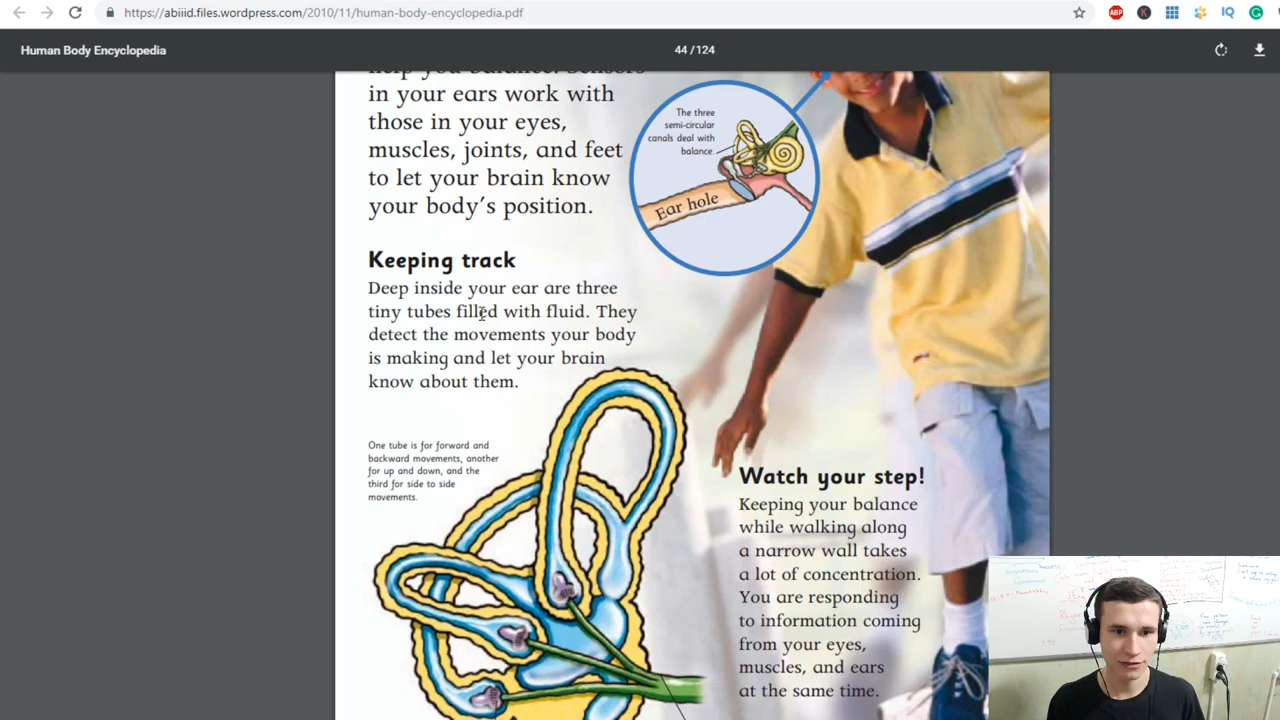 https://abiiid.files.wordpress.com/2010/11/human-body-encyclopedia.pdf
ABP
K
IQ
G
Human Body Encyclopedia
44 / 124
help you balance. Sensors
in your ears work with
those in your eyes,
muscles, joints, and feet
to let your brain know
your body's position.
The three
semi-circular
canals deal with
balance.
Ear hole
Keeping track
Deep inside your ear are three
tiny tubes filled with fluid. They
detect the movements your body
is making and let your brain
know about them.
One tube is for forward and
backward movements, another
for up and down, and the
third for side to side
movements.
Watch your step!
Keeping your balance
while walking along
a narrow wall takes
a lot of concentration.
You are responding
to information coming
from your eyes,
muscles, and ears
at the same time.